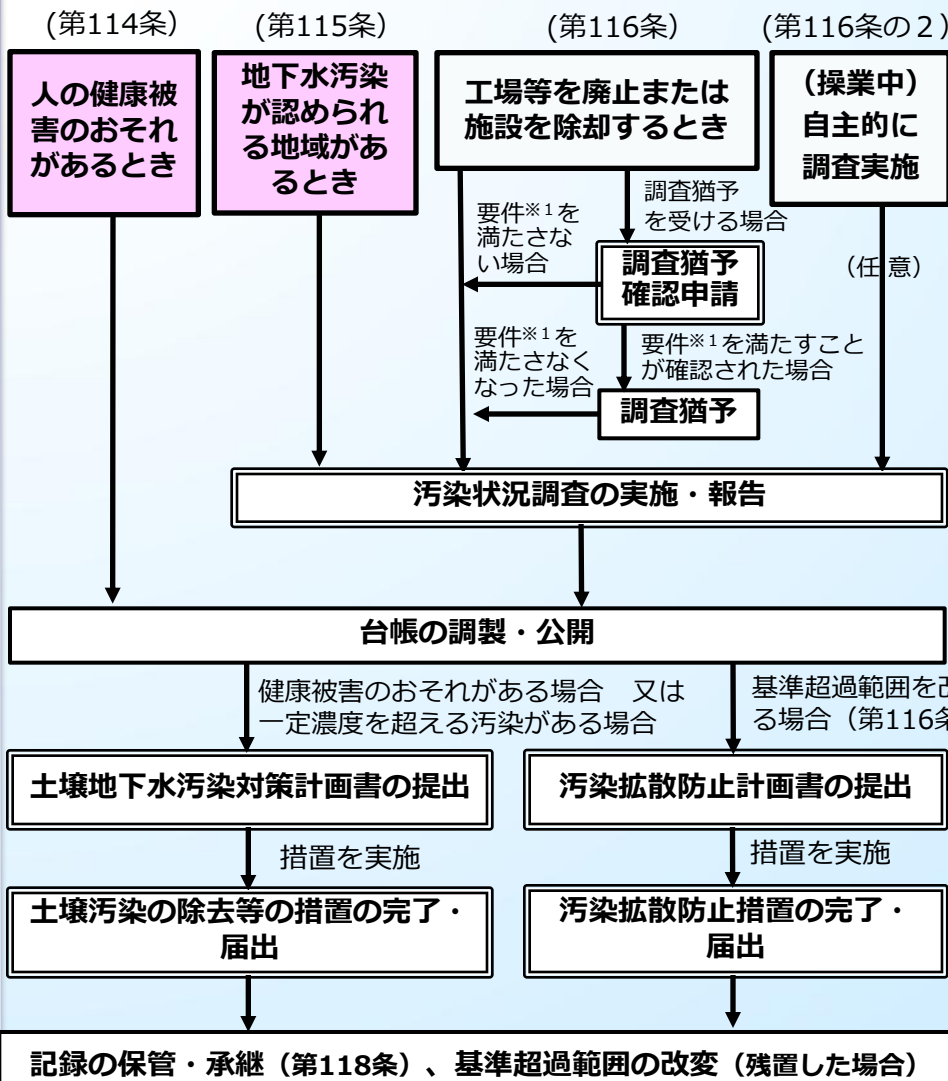 (第114条)
(第115条)
(第116条)
(第116条の２)
人の健康被
害のおそれ
があるとき
地下水汚染
が認められ
る地域があ
るとき
工場等を廃止または
施設を除却するとき
（操業中）
自主的に
調査実施
調査猶予
を受ける場合
要件※１を
満たさな
い場合
調査猶予
確認申請
（任 意）
要件※１を
満たさなく
なった場合
要件※１を満たすこと
が確認された場合
調査猶予
汚染状況調査の実施・報告
台帳の調製・公開
健康被害のおそれがある場合　又は
一定濃度を超える汚染がある場合
基準超過範囲を
る場合（第116条
土壌地下水汚染対策計画書の提出
汚染拡散防止計画書の提出
措置を実施
措置を実施
土壌汚染の除去等の措置の完了・
届出
汚染拡散防止措置の完了・
届出
記録の保管・承継（第118条）、基準超過範囲の改変（残置した場合）